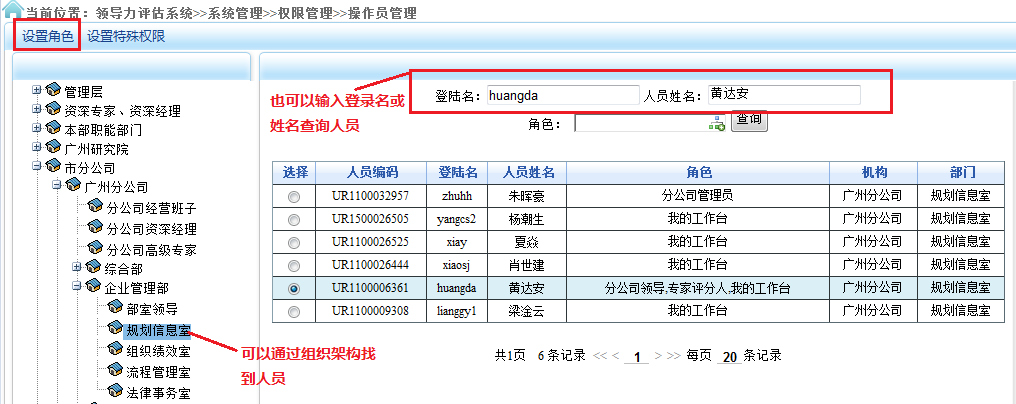 当前位置：领导力评估系统>>系统管理>>权限管理>>操作员管理
设置角色 设置特殊权限
管理层
资深专家、资深经理
本部职能部门
广州研究院
市分公司
广州分公司
分公司经营班子
分公司资深经理
分公司高级专家
综合部
企业管理部
部室领导
规划信息室
组织绩效室
流程管理室
法律事务室
也可以输入登录名或
姓名查询人员
可以通过组织架构找
到人员
登陆名： huangda 人员姓名： 黄达安
角色： 查询
选择 人员编码 登陆名 人员姓名 角色 机构 部门
UR1100032957 zhuhh 朱晖豪 分公司管理员 广州分公司 规划信息室
UR1500026505 yangcs2 杨朝生 我的工作台 广州分公司 规划信息室
UR1100026525 xiay 夏焱 我的工作台 广州分公司 规划信息室
UR1100026444 xiaosj 肖世建 我的工作台 广州分公司 规划信息室
UR1100006361 huangda 黄达安 分公司领导,专家评分人,我的工作台 广州分公司 规划信息室
UR1100009308 lianggy1 梁淦云 我的工作台 广州分公司 规划信息室
共1页 6 条记录 << < 1 > >> 每页 20 条记录